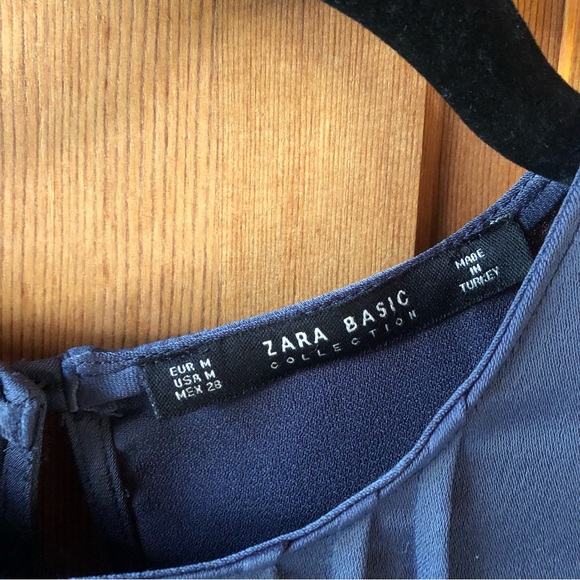 EUR M
USA M
MEX 28
ZARA BASIC
COLLECTION
MADE
IN
TURKEY